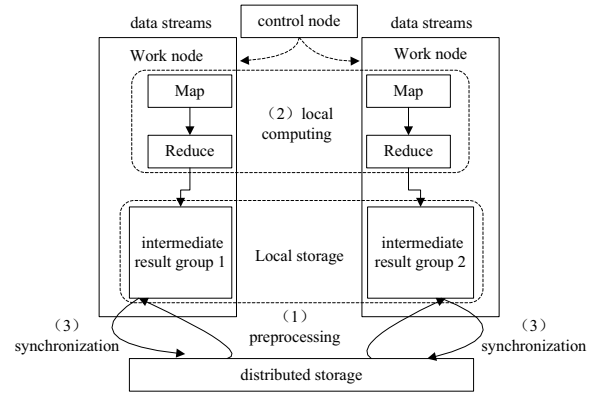 data streams
control node
data streams
Work node
Work node
Map
Map
（2）local
computing
Reduce
Reduce
intermediate
result group 1
Local storage
intermediate
result group 2
（3）
synchronization
（1）
preprocessing
（3）
synchronization
distributed storage